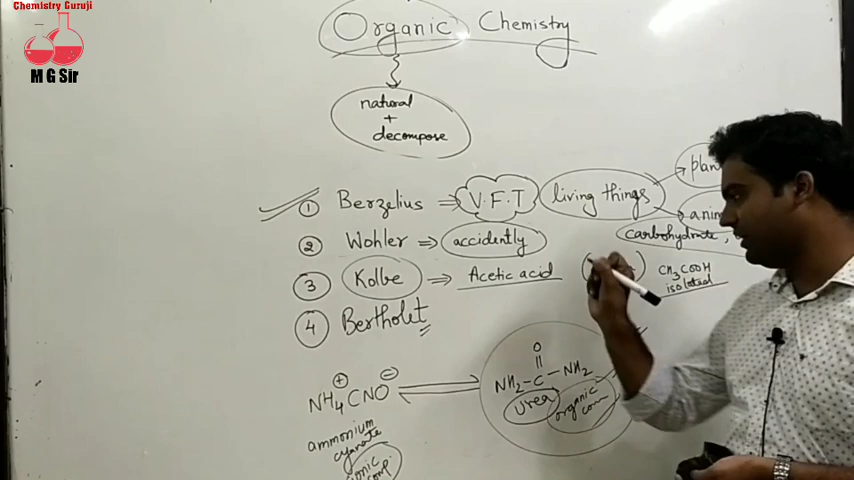 Chemistry Guruji
M G Sir
Organic Chemistry
natural
+
decompose
① Berzelius ⇒ V.F.T living things
② Wohler ⇒ accidently
carbohydrate,
③ Kolbe ⇒ Acetic acid CH3COOH
isolated
④ Bertholet
O
||
NH4⊕ CNO⊖ ⇌ NH2-C-NH2
urea organic
com
ammonium
cyanate